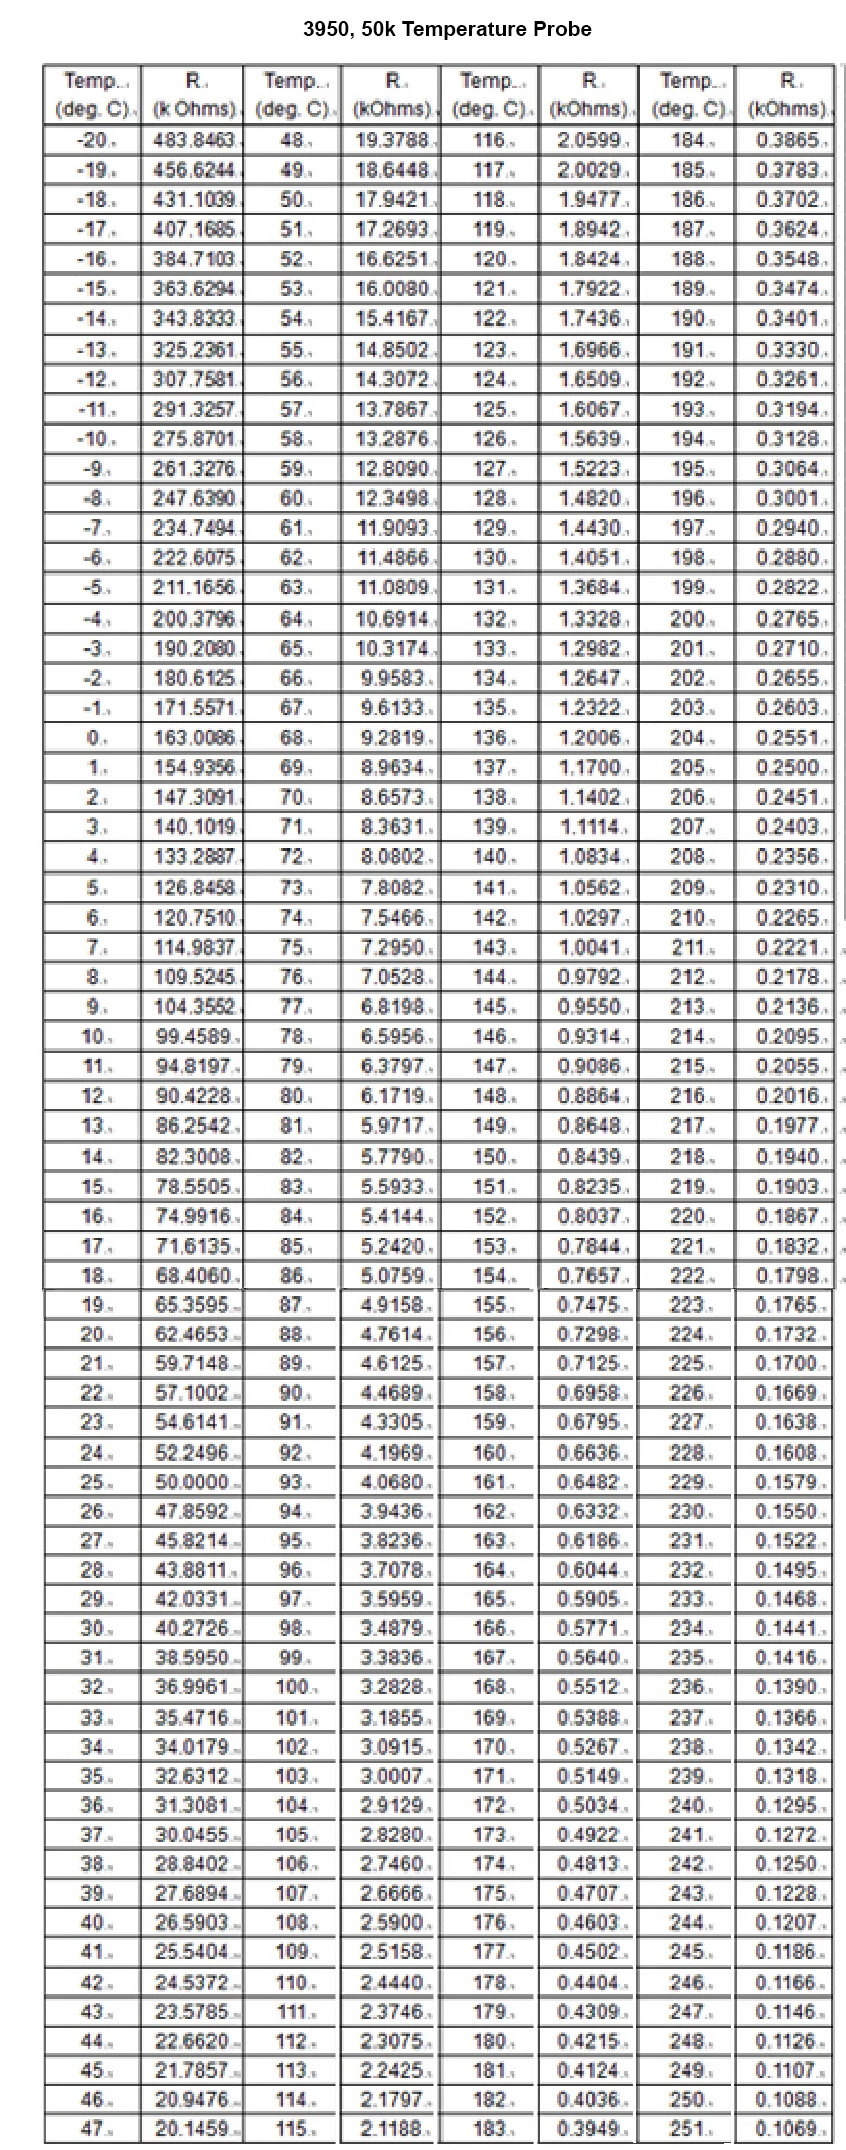 3950, 50k Temperature Probe
Temp. R. Temp. R. Temp. R. Temp. R.
(deg. C) (k Ohms) (deg. C) (kOhms) (deg. C) (kOhms) (deg. C) (kOhms)
-20 483.8463 48 19.3788 116 2.0599 184 0.3865
-19 456.6244 49 18.6448 117 2.0029 185 0.3783
-18 431.1039 50 17.9421 118 1.9477 186 0.3702
-17 407.1685 51 17.2693 119 1.8942 187 0.3624
-16 384.7103 52 16.6251 120 1.8424 188 0.3548
-15 363.6294 53 16.0080 121 1.7922 189 0.3474
-14 343.8333 54 15.4167 122 1.7436 190 0.3401
-13 325.2361 55 14.8502 123 1.6966 191 0.3330
-12 307.7581 56 14.3072 124 1.6509 192 0.3261
-11 291.3257 57 13.7867 125 1.6067 193 0.3194
-10 275.8701 58 13.2876 126 1.5639 194 0.3128
-9 261.3276 59 12.8090 127 1.5223 195 0.3064
-8 247.6390 60 12.3498 128 1.4820 196 0.3001
-7 234.7494 61 11.9093 129 1.4430 197 0.2940
-6 222.6075 62 11.4866 130 1.4051 198 0.2880
-5 211.1656 63 11.0809 131 1.3684 199 0.2822
-4 200.3796 64 10.6914 132 1.3328 200 0.2765
-3 190.2080 65 10.3174 133 1.2982 201 0.2710
-2 180.6125 66 9.9583 134 1.2647 202 0.2655
-1 171.5571 67 9.6133 135 1.2322 203 0.2603
0 163.0086 68 9.2819 136 1.2006 204 0.2551
1 154.9356 69 8.9634 137 1.1700 205 0.2500
2 147.3091 70 8.6573 138 1.1402 206 0.2451
3 140.1019 71 8.3631 139 1.1114 207 0.2403
4 133.2887 72 8.0802 140 1.0834 208 0.2356
5 126.8458 73 7.8082 141 1.0562 209 0.2310
6 120.7510 74 7.5466 142 1.0297 210 0.2265
7 114.9837 75 7.2950 143 1.0041 211 0.2221
8 109.5245 76 7.0528 144 0.9792 212 0.2178
9 104.3552 77 6.8198 145 0.9550 213 0.2136
10 99.4589 78 6.5956 146 0.9314 214 0.2095
11 94.8197 79 6.3797 147 0.9086 215 0.2055
12 90.4228 80 6.1719 148 0.8864 216 0.2016
13 86.2542 81 5.9717 149 0.8648 217 0.1977
14 82.3008 82 5.7790 150 0.8439 218 0.1940
15 78.5505 83 5.5933 151 0.8235 219 0.1903
16 74.9916 84 5.4144 152 0.8037 220 0.1867
17 71.6135 85 5.2420 153 0.7844 221 0.1832
18 68.4060 86 5.0759 154 0.7657 222 0.1798
19 65.3595 87 4.9158 155 0.7475 223 0.1765
20 62.4653 88 4.7614 156 0.7298 224 0.1732
21 59.7148 89 4.6125 157 0.7125 225 0.1700
22 57.1002 90 4.4689 158 0.6958 226 0.1669
23 54.6141 91 4.3305 159 0.6795 227 0.1638
24 52.2496 92 4.1969 160 0.6636 228 0.1608
25 50.0000 93 4.0680 161 0.6482 229 0.1579
26 47.8592 94 3.9436 162 0.6332 230 0.1550
27 45.8214 95 3.8236 163 0.6186 231 0.1522
28 43.8811 96 3.7078 164 0.6044 232 0.1495
29 42.0331 97 3.5959 165 0.5905 233 0.1468
30 40.2726 98 3.4879 166 0.5771 234 0.1441
31 38.5950 99 3.3836 167 0.5640 235 0.1416
32 36.9961 100 3.2828 168 0.5512 236 0.1390
33 35.4716 101 3.1855 169 0.5388 237 0.1366
34 34.0179 102 3.0915 170 0.5267 238 0.1342
35 32.6312 103 3.0007 171 0.5149 239 0.1318
36 31.3081 104 2.9129 172 0.5034 240 0.1295
37 30.0455 105 2.8280 173 0.4922 241 0.1272
38 28.8402 106 2.7460 174 0.4813 242 0.1250
39 27.6894 107 2.6666 175 0.4707 243 0.1228
40 26.5903 108 2.5900 176 0.4603 244 0.1207
41 25.5404 109 2.5158 177 0.4502 245 0.1186
42 24.5372 110 2.4440 178 0.4404 246 0.1166
43 23.5785 111 2.3746 179 0.4309 247 0.1146
44 22.6620 112 2.3075 180 0.4215 248 0.1126
45 21.7857 113 2.2425 181 0.4124 249 0.1107
46 20.9476 114 2.1797 182 0.4036 250 0.1088
47 20.1459 115 2.1188 183 0.3949 251 0.1069